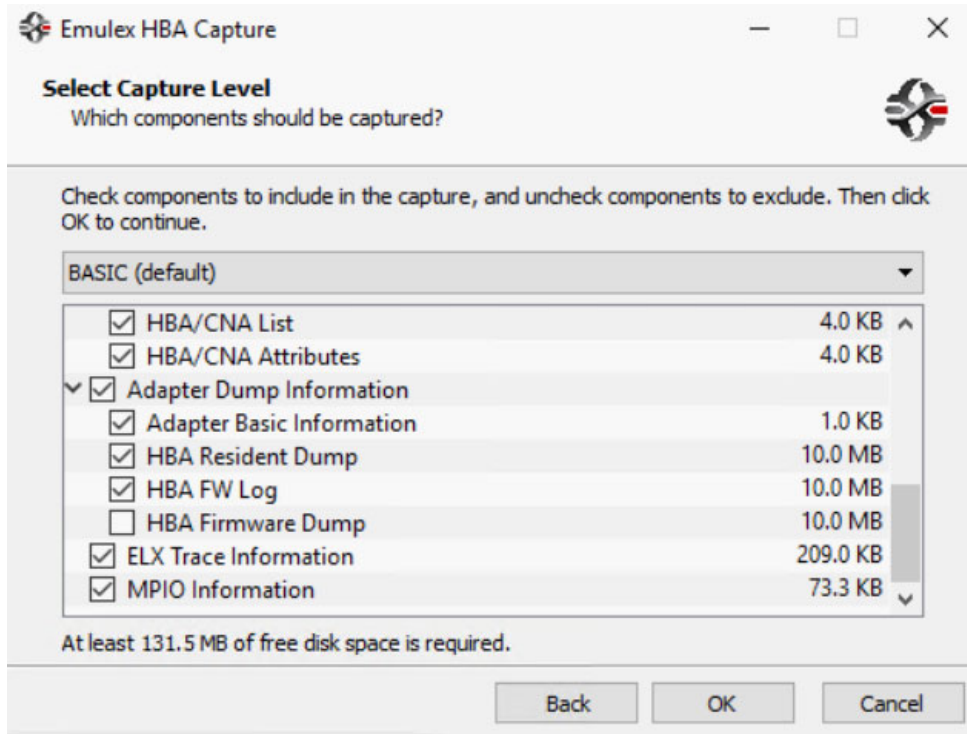 Emulex HBA Capture
Select Capture Level
Which components should be captured?
Check components to include in the capture, and uncheck components to exclude. Then click
OK to continue.
BASIC (default)
HBA/CNA List 4.0 KB
HBA/CNA Attributes 4.0 KB
Adapter Dump Information
Adapter Basic Information 1.0 KB
HBA Resident Dump 10.0 MB
HBA FW Log 10.0 MB
HBA Firmware Dump 10.0 MB
ELX Trace Information 209.0 KB
MPIO Information 73.3 KB
At least 131.5 MB of free disk space is required.
Back OK Cancel